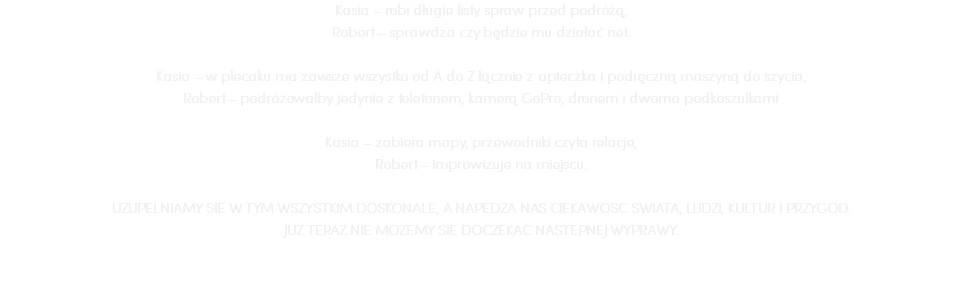 Kasia – robi długie listy spraw przed podróżą,
Robert – sprawdza czy będzie mu działać net.
Kasia – w plecaku ma zawsze wszystko od A do Z łącznie z apteczką i podręczną maszyną do szycia,
Robert – podróżowałby jedynie z telefonem, kamerą GoPro, dronem i dwoma podkoszulkami.
Kasia – zabiera mapy, przewodniki czyta relacje,
Robert – improwizuje na miejscu.
UZUPEŁNIAMY SIĘ W TYM WSZYSTKIM DOSKONALE, A NAPĘDZA NAS CIEKAWOŚĆ ŚWIATA, LUDZI, KULTUR I PRZYGÓD.
JUŻ TERAZ NIE MOŻEMY SIĘ DOCZEKAĆ NASTĘPNEJ WYPRAWY.